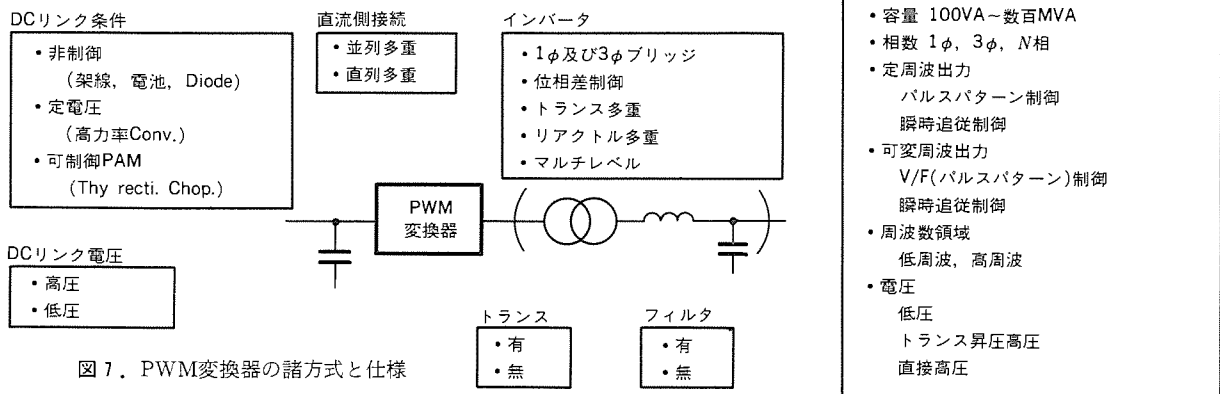 DCリンク条件
・非制御
(架線, 電池, Diode)
・定電圧
(高力率Conv.)
・可制御PAM
(Thy recti. Chop.)
直流側接続
・並列多重
・直列多重
インバータ
・1φ及び3φブリッジ
・位相差制御
・トランス多重
・リアクトル多重
・マルチレベル
PWM
変換器
DCリンク電圧
・高圧
・低圧
トランス
・有
・無
フィルタ
・有
・無
図7. PWM変換器の諸方式と仕様
・容量 100VA~数百MVA
・相数 1φ, 3φ, N相
・定周波出力
パルスパターン制御
瞬時追従制御
・可変周波出力
V/F(パルスパターン)制御
瞬時追従制御
・周波数領域
低周波, 高周波
・電圧
低圧
トランス昇圧高圧
直接高圧